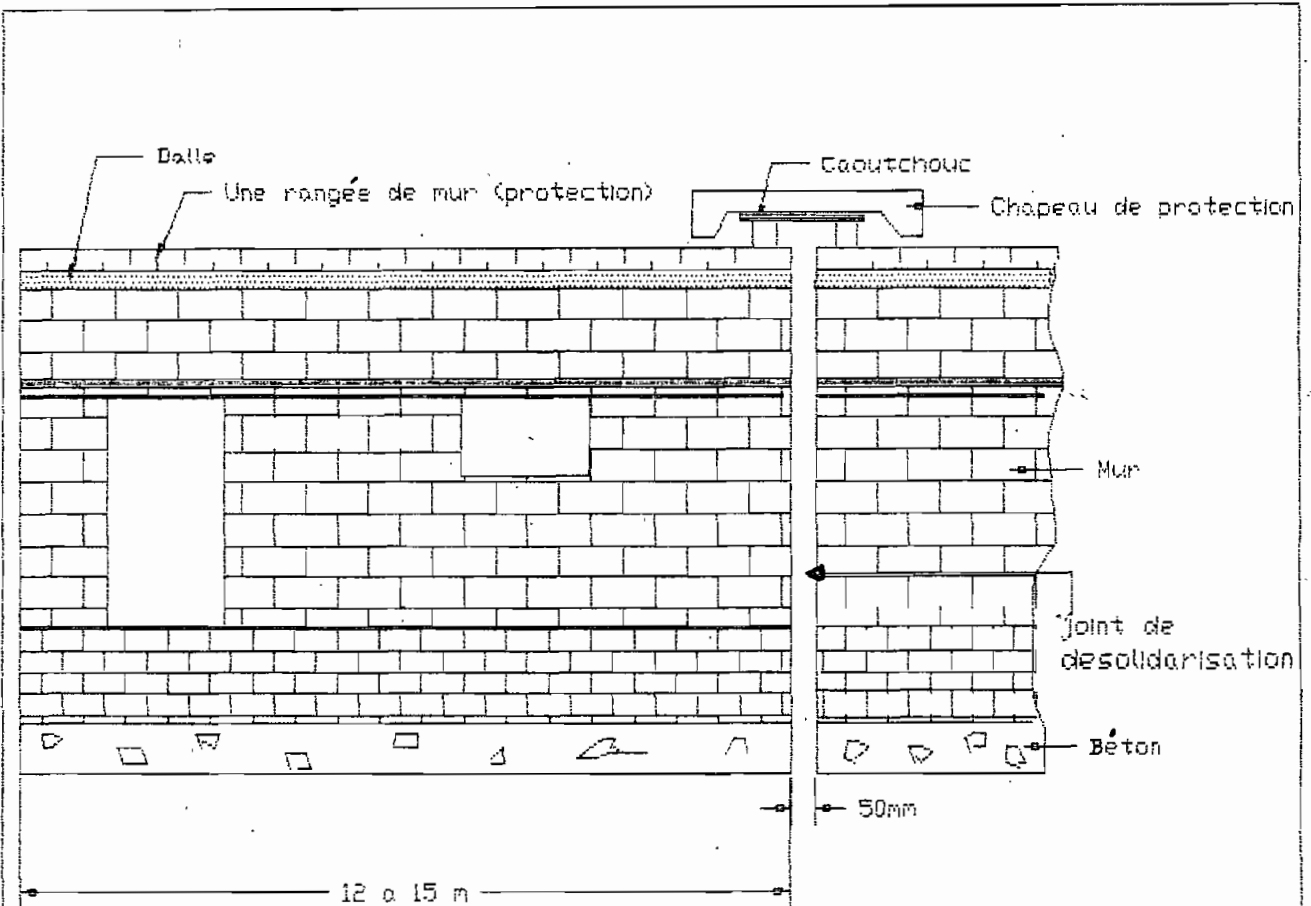 Dalle
Caoutchouc
Une rangée de mur (protection)
Chapeau de protection
Mur
joint de
desolidarisation
Béton
50mm
12 a 15 m